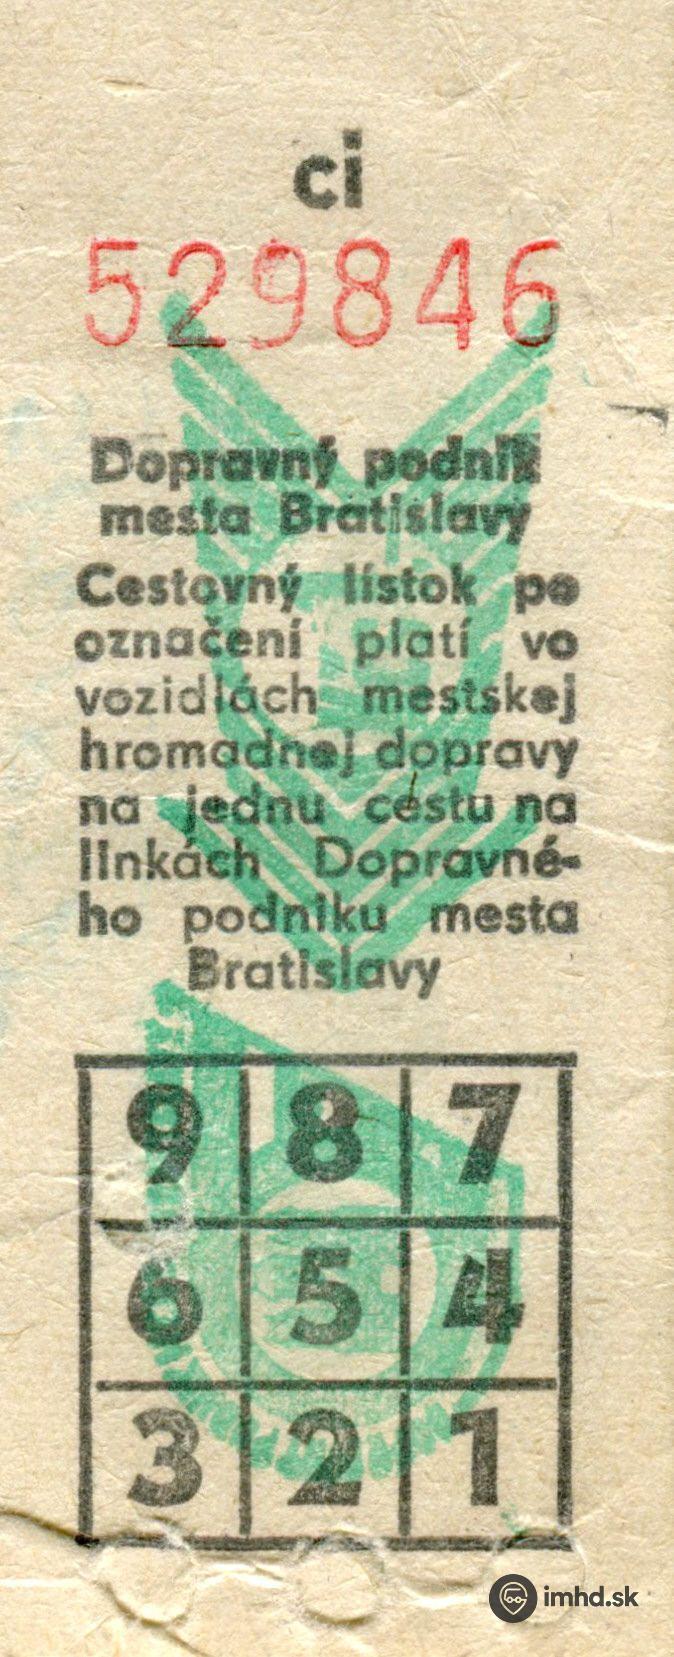 ci
529846
Dopravný podnik
mesta Bratislavy
Cestovný lístok po
označení platí vo
vozidlách mestskej
hromadnej dopravy
na jednu cestu na
linkách Dopravné-
ho podniku mesta
Bratislavy
9 8 7
6 5 4
3 2 1
imhd.sk